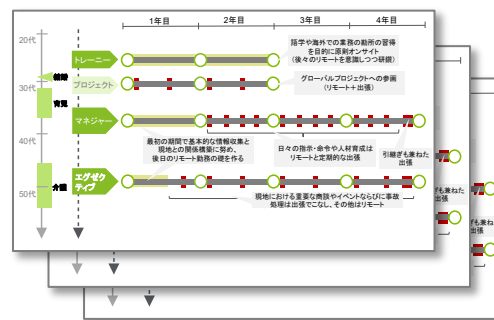 1年目 2年目 3年目 4年目
20代
30代
40代
50代
結婚
育児
介護
トレーニー
語学や海外での業務の勘所の習得
を目的に原則オンサイト
(後々のリモートを意識しつつ研鑽)
プロジェクト
グローバルプロジェクトへの参画
(リモート+出張)
マネジャー
最初の期間で基本的な情報収集と
現地との関係構築に努め、
後日のリモート勤務の礎を作る
日々の指示・命令や人材育成は
リモートと定期的な出張
引継ぎも兼ねた
出張
エグゼク
ティブ
現地における重要な商談やイベントならびに事故
処理は出張でこなし、その他はリモート
ぎも兼ねた
出張
も兼ね
出張